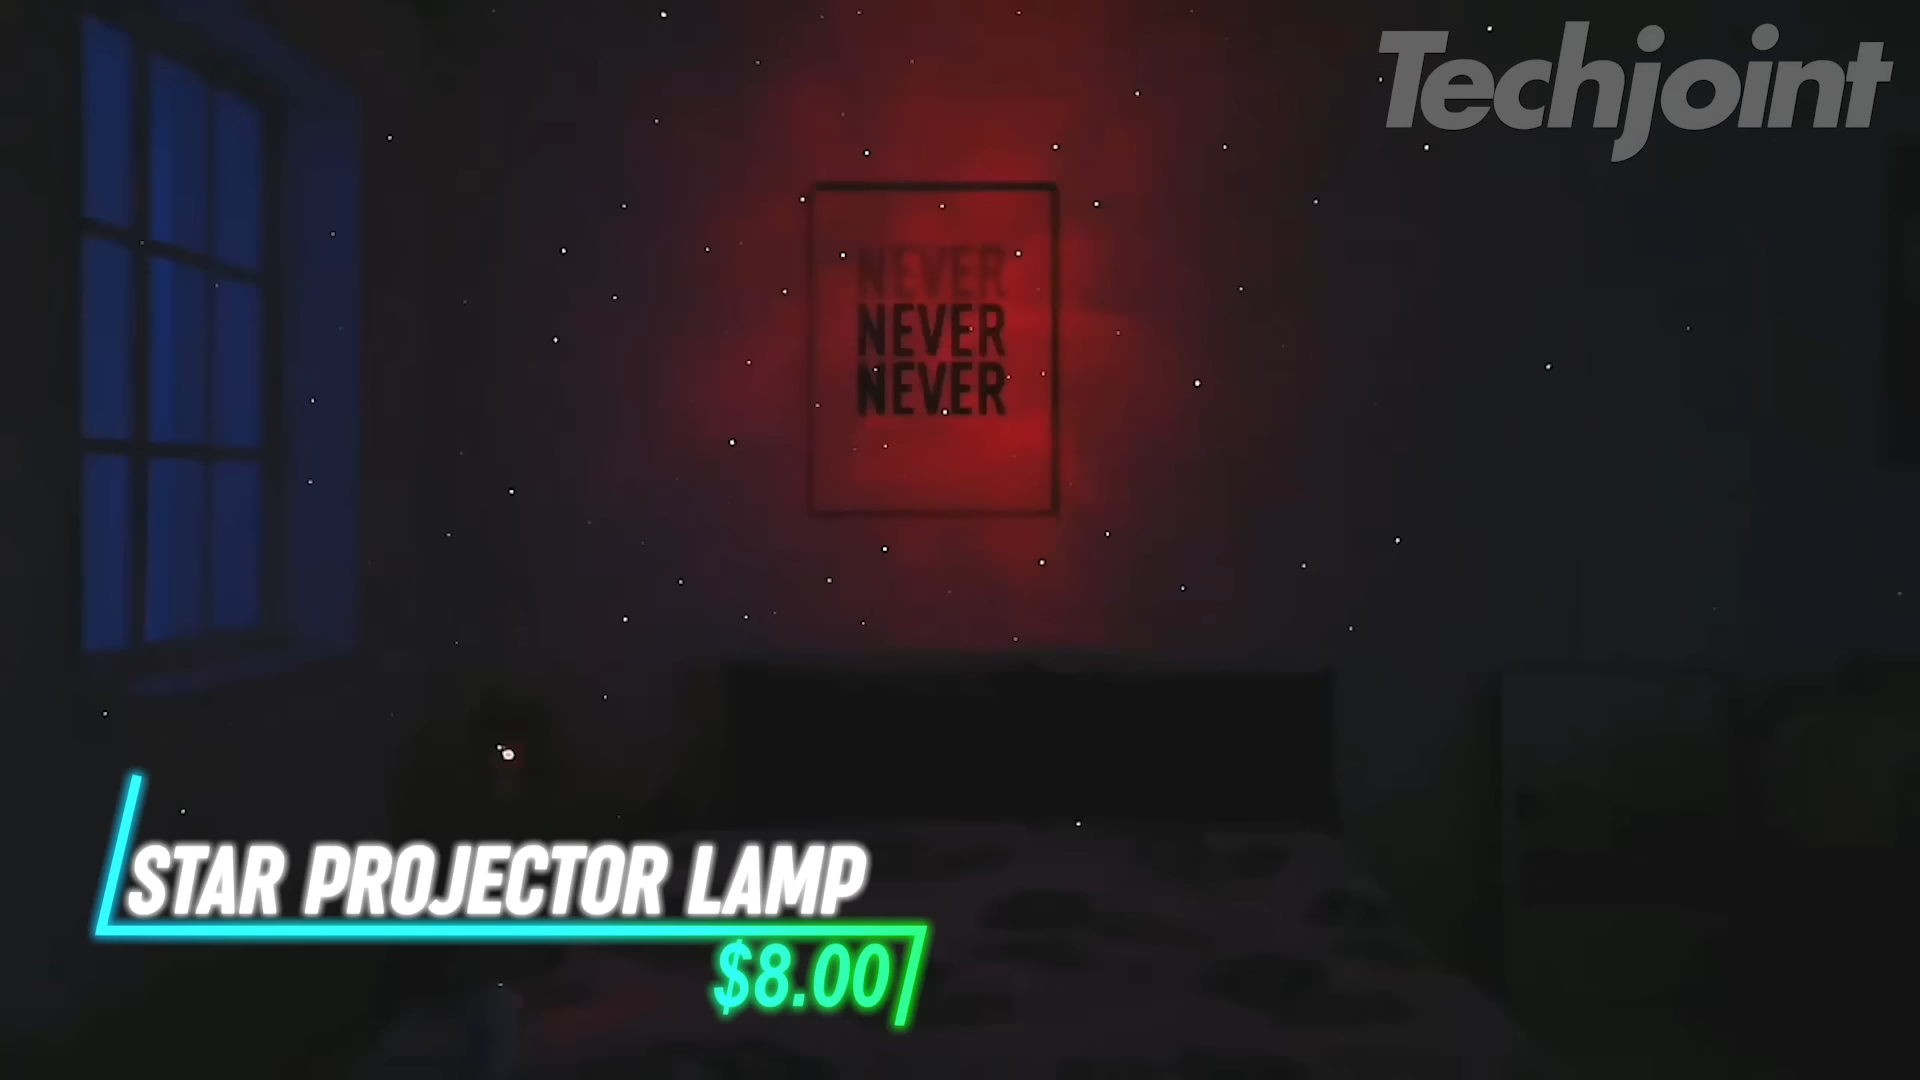 Techjoint
NEVER
NEVER
NEVER
STAR PROJECTOR LAMP
$8.00